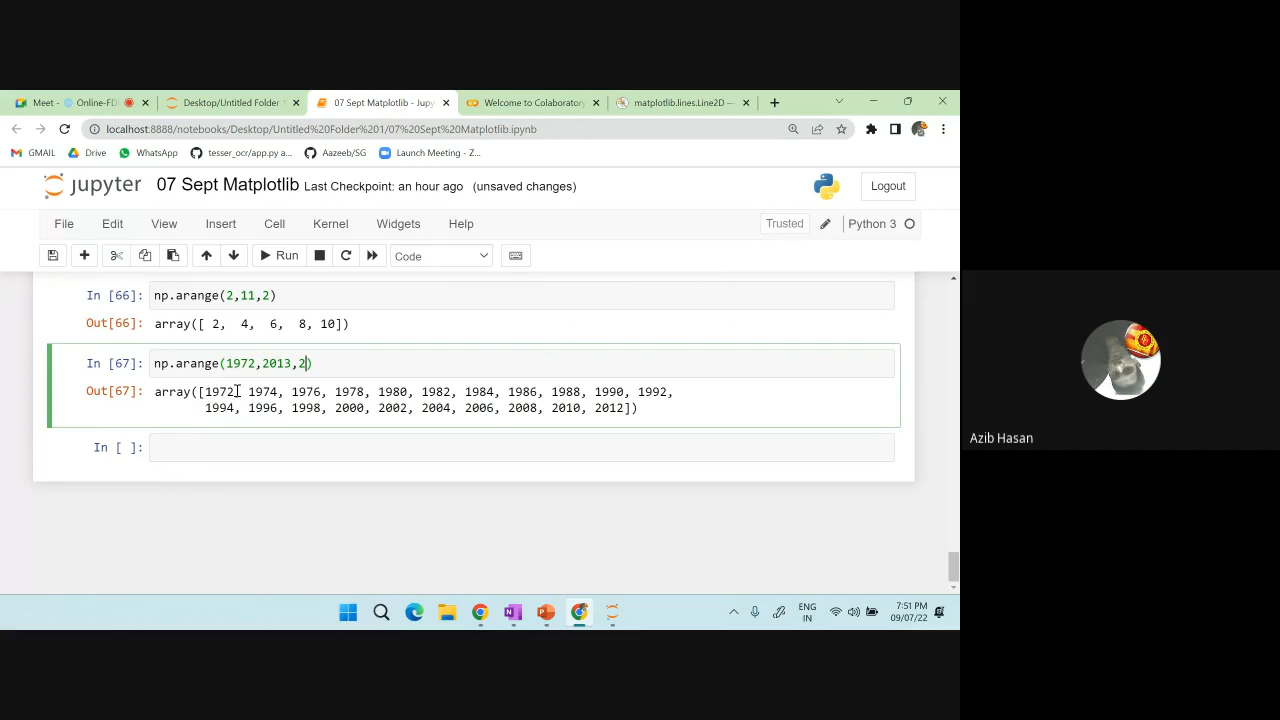 Meet - Online-FD
Desktop/Untitled Folder
07 Sept Matplotlib - Jupy
Welcome to Colaboratory
matplotlib.lines.Line2D —
localhost:8888/notebooks/Desktop/Untitled%20Folder%201/07%20Sept%20Matplotlib.ipynb
GMAIL Drive WhatsApp tesser_ocr/app.py a... Aazeeb/SG Launch Meeting - Z...
jupyter 07 Sept Matplotlib Last Checkpoint: an hour ago (unsaved changes) Logout
File Edit View Insert Cell Kernel Widgets Help Trusted Python 3
Run Code
In [66]: np.arange(2,11,2)
Out[66]: array([ 2, 4, 6, 8, 10])
In [67]: np.arange(1972,2013,2)
Out[67]: array([1972, 1974, 1976, 1978, 1980, 1982, 1984, 1986, 1988, 1990, 1992,
1994, 1996, 1998, 2000, 2002, 2004, 2006, 2008, 2010, 2012])
In [ ]:
Azib Hasan
ENG
IN
7:51 PM
09/07/22